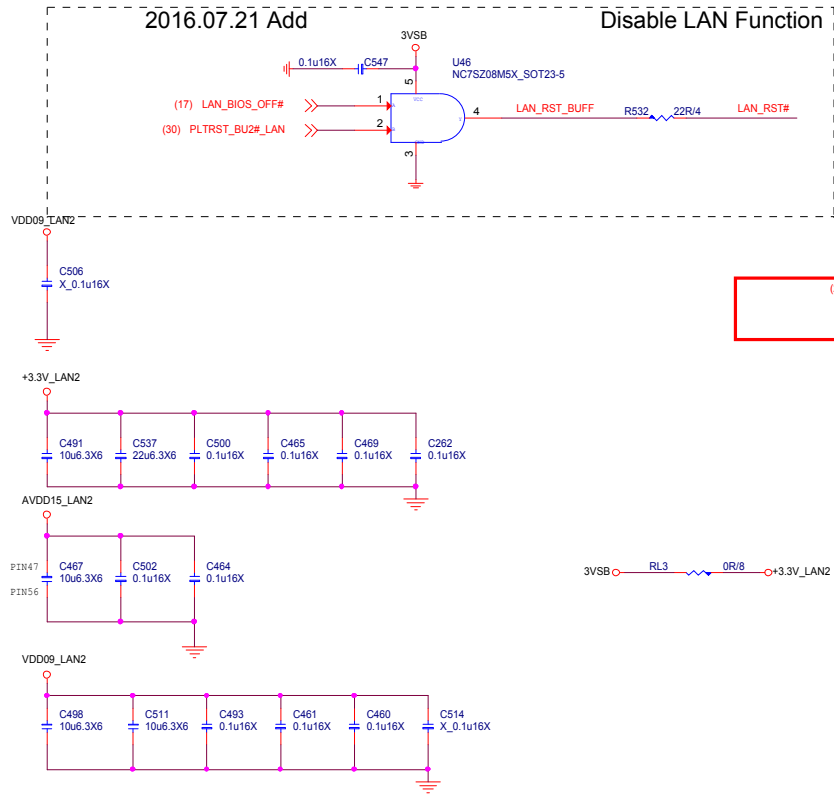 2016.07.21 Add
Disable LAN Function
3VSB
0.1u16X
C547
U46
NC7SZ08M5X_SOT23-5
5
VCC
(17) LAN_BIOS_OFF#
1
A
4
LAN_RST_BUFF
R532
22R/4
LAN_RST#
Y
(30) PLTRST_BU2#_LAN
2
B
GND
3
VDD09_LAN2
C506
X_0.1u16X
(
+3.3V_LAN2
C491
10u6.3X6
C537
22u6.3X6
C500
0.1u16X
C465
0.1u16X
C469
0.1u16X
C262
0.1u16X
AVDD15_LAN2
PIN47
PIN56
C467
10u6.3X6
C502
0.1u16X
C464
0.1u16X
3VSB
RL3
0R/8
+3.3V_LAN2
VDD09_LAN2
C498
10u6.3X6
C511
10u6.3X6
C493
0.1u16X
C461
0.1u16X
C460
0.1u16X
C514
X_0.1u16X